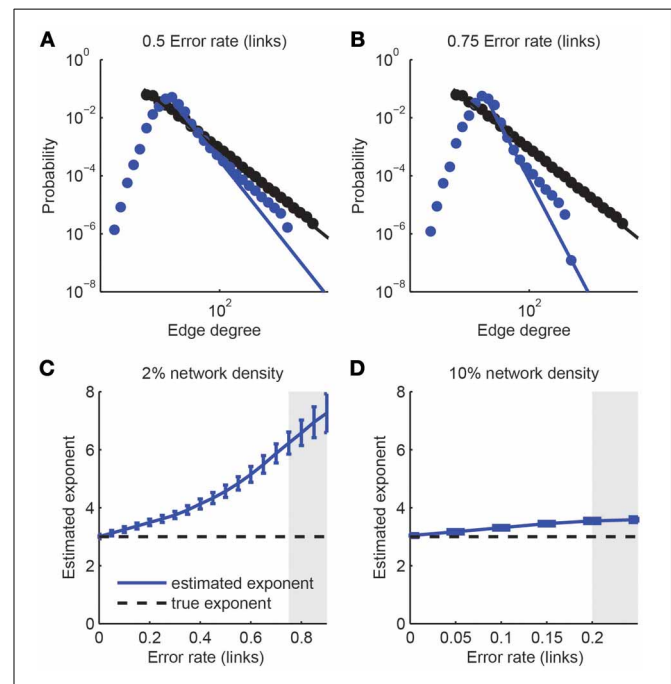 A
0.5 Error rate (links)
10^0
10^-2
10^-4
10^-6
10^-8
Probability
10^2
Edge degree
B
0.75 Error rate (links)
10^0
10^-2
10^-4
10^-6
10^-8
Probability
10^2
Edge degree
C
2% network density
8
6
4
2
0
Estimated exponent
estimated exponent
true exponent
0 0.2 0.4 0.6 0.8
Error rate (links)
D
10% network density
8
6
4
2
0
Estimated exponent
0 0.05 0.1 0.15 0.2
Error rate (links)